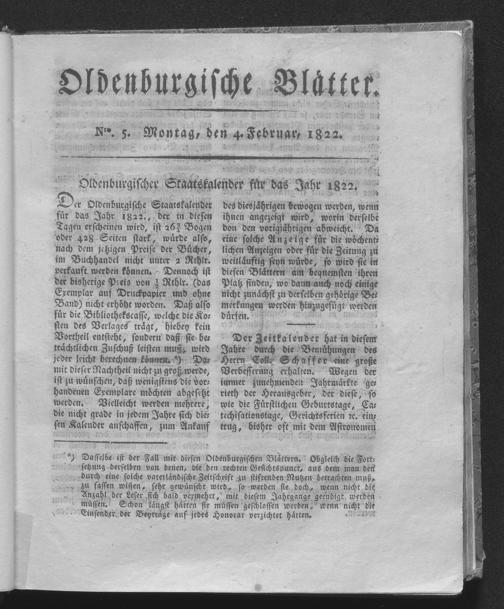 Oldenburgische Blätter.
Nro. 5. Montag, den 4. Februar, 1822.
Oldenburgischer Staatskalender für das Jahr 1822.
Der Oldenburgische Staatskalender
für das Jahr 1822., der in diesen
Tagen erscheinen wird, ist 26¾ Bogen
oder 428 Seiten stark, würde also,
nach dem jetzigen Preise der Bücher,
im Buchhandel nicht unter 2 Rthlr.
verkauft werden können. Dennoch ist
der bisherige Preis von Rthlr. (das
Exemplar auf Druckpapier und ohne
Band) nicht erhöht worden. Daß also
für die Bibliothekscasse, welche die Ko
sten des Verlages trägt, hiebey kein
Vortheil entsteht, sondern daß sie be
trächtlichen Zuschuß leisten muß, wird
jeder leicht berechnen können. *) Da
mit dieser Nachtheil nicht zu groß werde,
ist zu wünschen, daß wenigstens die vor
handenen Exemplare möchten abgesetzt
werden. Vielleicht werden mehrere,
die nicht grade in jedem Jahre sich die
sen Kalender anschaffen, zum Ankauf
des diesjährigen bewogen werden, wenn
ihnen angezeigt wird, worin derselbe
von den vorigjährigen abweicht. Da
eine solche Anzeige für die wöchent
lichen Anzeigen oder für die Zeitung zu
weitläuftig seyn würde, so wird sie in
diesen Blättern am bequemsten ihren
Platz finden, wo dann auch noch einige
nicht zunächst zu derselben gehörige Be
merkungen werden hinzugefügt werden
dürfen.
Der Zeitkalender hat in diesem
Jahre durch die Bemühungen des
Herrn Coll. Schaffer eine große
Verbesserung erhalten. Wegen der
immer zunehmenden Jahrmärkte ge
rieth der Herausgeber, der diese, so
wie die Fürstlichen Geburtstage, Ca
techisationstage, Gerichtsferien ꝛc. ein
trug, bisher oft mit dem Astronomen
*) Dasselbe ist der Fall mit diesen Oldenburgischen Blättern. Obgleich die Fort
setzung derselben von denen, die den rechten Gesichtspunct, aus dem man den
durch eine solche vaterländische Zeitschrift zu stiftenden Nutzen betrachten muß,
zu fassen wissen, sehr gewünscht wird, so werden sie doch, wenn nicht die
Anzahl der Leser sich bald vermehrt, mit diesem Jahrgange geendigt werden
müssen. Schon längst hätten sie müssen geschlossen werden, wenn nicht die
Einsender der Beyträge auf jedes Honorar verzichtet hätten.